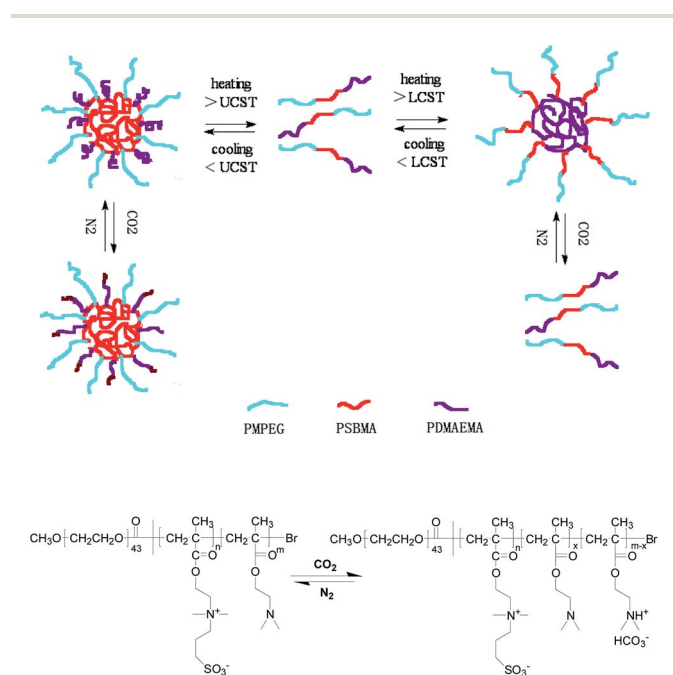 heating
>UCST
cooling
< UCST
heating
>LCST
cooling
< LCST
N2
CO2
N2
CO2
PMPEG
PSBMA
PDMAEMA
CH₃O
CH₂CH₂O
43
O
CH₂
CH₃
n
CH₂
CH₃
m
Br
C=O
O
N⁺
SO₃⁻
C=O
O
N
CO₂
N₂
CH₃O
CH₂CH₂O
43
O
CH₂
CH₃
n
CH₂
CH₃
x
CH₂
CH₃
m-x
Br
C=O
O
N⁺
SO₃⁻
C=O
O
N
C=O
O
NH⁺
HCO₃⁻